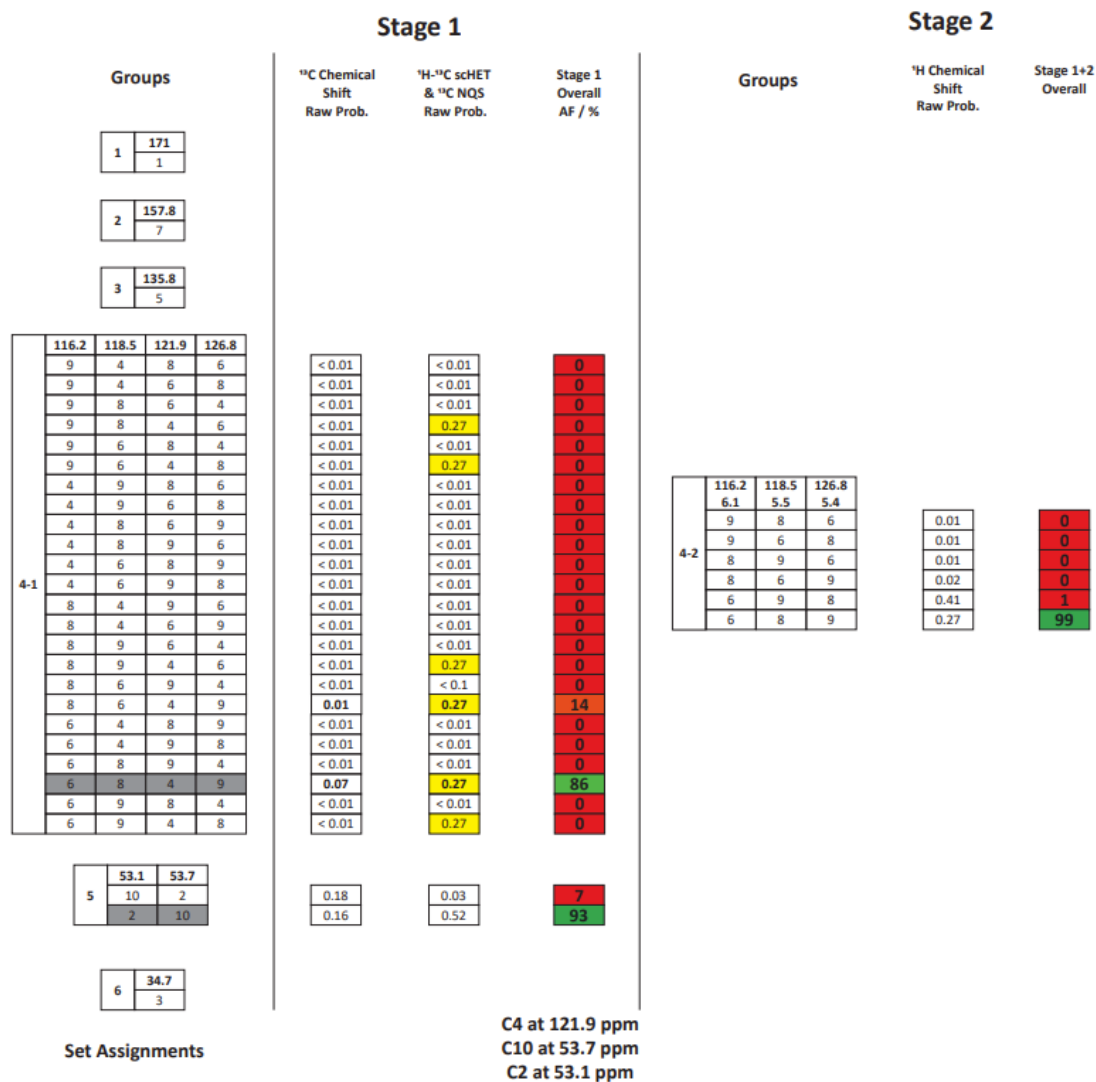 Stage 1
Stage 2
Groups
¹³C Chemical Shift Raw Prob.
¹H-¹³C scHET & ¹³C NQS Raw Prob.
Stage 1 Overall AF / %
Groups
¹H Chemical Shift Raw Prob.
Stage 1+2 Overall
1 171
1
2 157.8
7
3 135.8
5
116.2 118.5 121.9 126.8
9 4 8 6 < 0.01 < 0.01 0
9 4 6 8 < 0.01 < 0.01 0
9 8 6 4 < 0.01 < 0.01 0
9 8 4 6 < 0.01 0.27 0
9 6 8 4 < 0.01 < 0.01 0
9 6 4 8 < 0.01 0.27 0
4 9 8 6 < 0.01 < 0.01 0
4 9 6 8 < 0.01 < 0.01 0
4 8 6 9 < 0.01 < 0.01 0
4 8 9 6 < 0.01 < 0.01 0
4 6 8 9 < 0.01 < 0.01 0
4-1 4 6 9 8 < 0.01 < 0.01 0
8 4 9 6 < 0.01 < 0.01 0
8 4 6 9 < 0.01 < 0.01 0
8 9 6 4 < 0.01 < 0.01 0
8 9 4 6 < 0.01 0.27 0
8 6 9 4 < 0.01 < 0.1 0
8 6 4 9 0.01 0.27 14
6 4 8 9 < 0.01 < 0.01 0
6 4 9 8 < 0.01 < 0.01 0
6 8 9 4 < 0.01 < 0.01 0
6 8 4 9 0.07 0.27 86
6 9 8 4 < 0.01 < 0.01 0
6 9 4 8 < 0.01 0.27 0
116.2 118.5 126.8
6.1 5.5 5.4
9 8 6 0.01 0
9 6 8 0.01 0
4-2 8 9 6 0.01 0
8 6 9 0.02 0
6 9 8 0.41 1
6 8 9 0.27 99
53.1 53.7
5 10 2 0.18 0.03 7
2 10 0.16 0.52 93
6 34.7
3
Set Assignments
C4 at 121.9 ppm
C10 at 53.7 ppm
C2 at 53.1 ppm